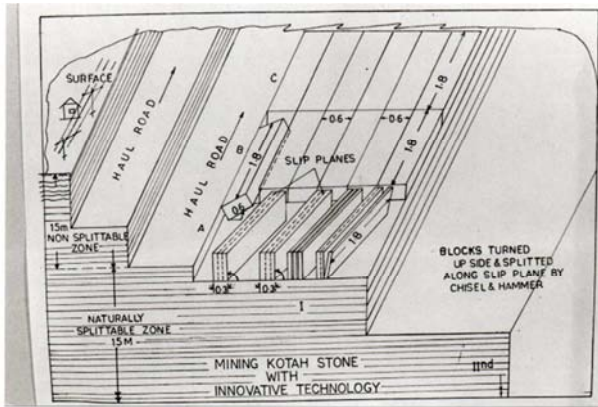 SURFACE
HAUL ROAD
HAUL ROAD
A
B
C
1·8
0·6
0·6
1·8
1·8
0·6
SLIP PLANES
1·8
0·3
0·3
15m
NON SPLITTABLE
ZONE
NATURALLY
SPLITTABLE ZONE
15M
I
IInd
BLOCKS TURNED
UP SIDE & SPLITTED
ALONG SLIP PLANE BY
CHISEL & HAMMER
MINING KOTAH STONE
WITH
INNOVATIVE TECHNOLOGY